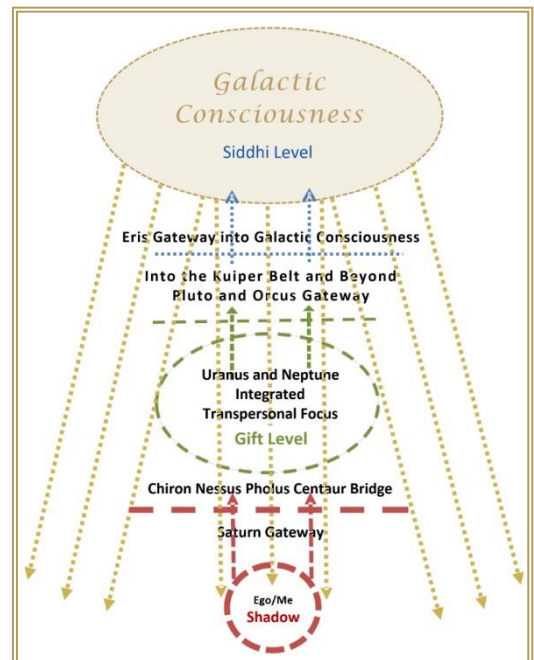 Galactic
Consciousness
Siddhi Level
Eris Gateway into Galactic Consciousness
Into the Kuiper Belt and Beyond
Pluto and Orcus Gateway
Uranus and Neptune
Integrated
Transpersonal Focus
Gift Level
Chiron Nessus Pholus Centaur Bridge
Saturn Gateway
Ego/Me
Shadow